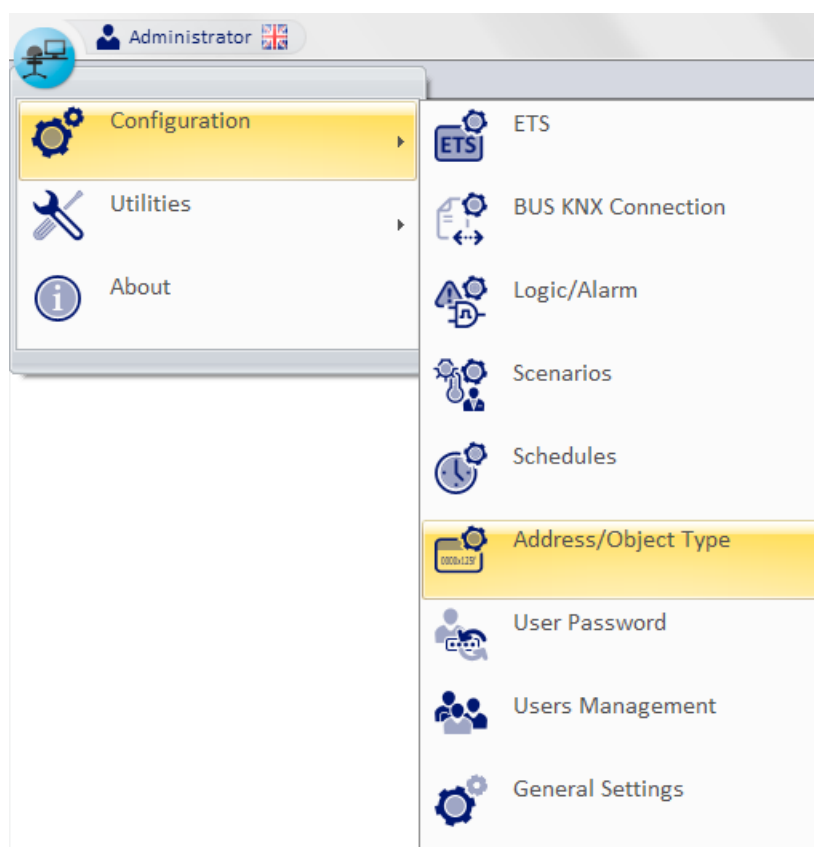 Administrator
Configuration
Utilities
About
ETS
ETS
BUS KNX Connection
Logic/Alarm
Scenarios
Schedules
Address/Object Type
User Password
Users Management
General Settings